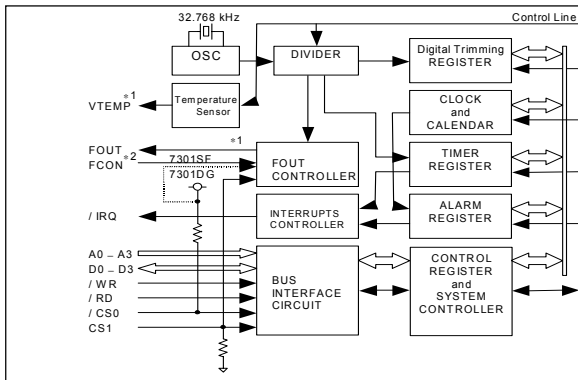 32.768 kHz
Control Line
OSC
DIVIDER
Digital Trimming
REGISTER
VTEMP *1
Temperature
Sensor
CLOCK
and
CALENDAR
FOUT *1
FCON *2
7301SF
7301DG
FOUT
CONTROLLER
TIMER
REGISTER
/ IRQ
INTERRUPTS
CONTROLLER
ALARM
REGISTER
A0 – A3
D0 – D3
/ WR
/ RD
/ CS0
CS1
BUS
INTERFACE
CIRCUIT
CONTROL
REGISTER
and
SYSTEM
CONTROLLER